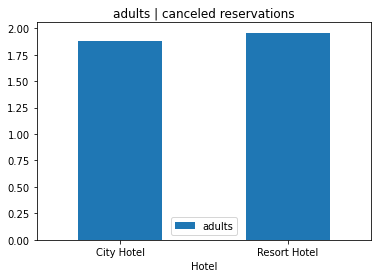 adults | canceled reservations
2.00
1.75
1.50
1.25
1.00
0.75
0.50
0.25
0.00
adults
City Hotel
Resort Hotel
Hotel